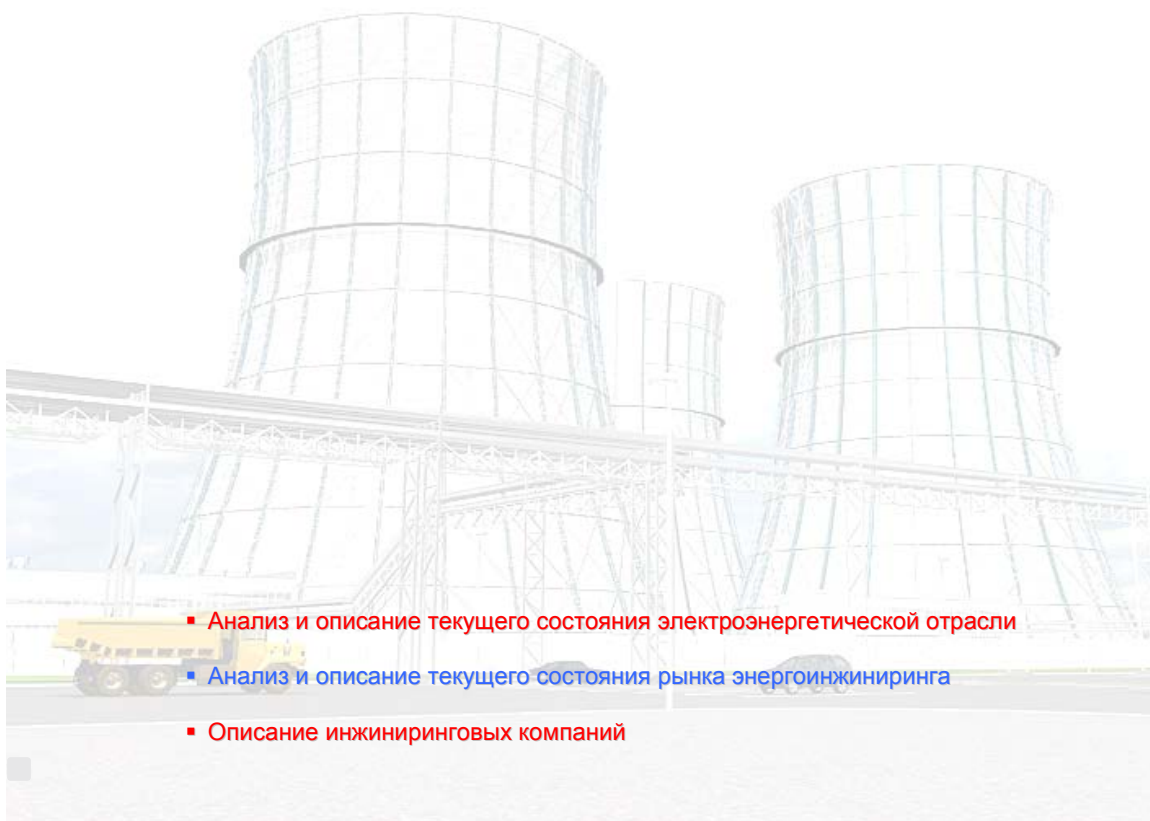 ▪ Анализ и описание текущего состояния электроэнергетической отрасли
▪ Анализ и описание текущего состояния рынка энергоинжиниринга
▪ Описание инжиниринговых компаний